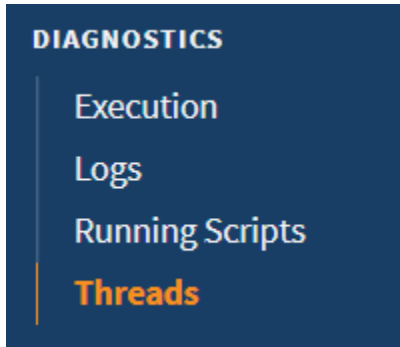 DIAGNOSTICS
Execution
Logs
Running Scripts
Threads